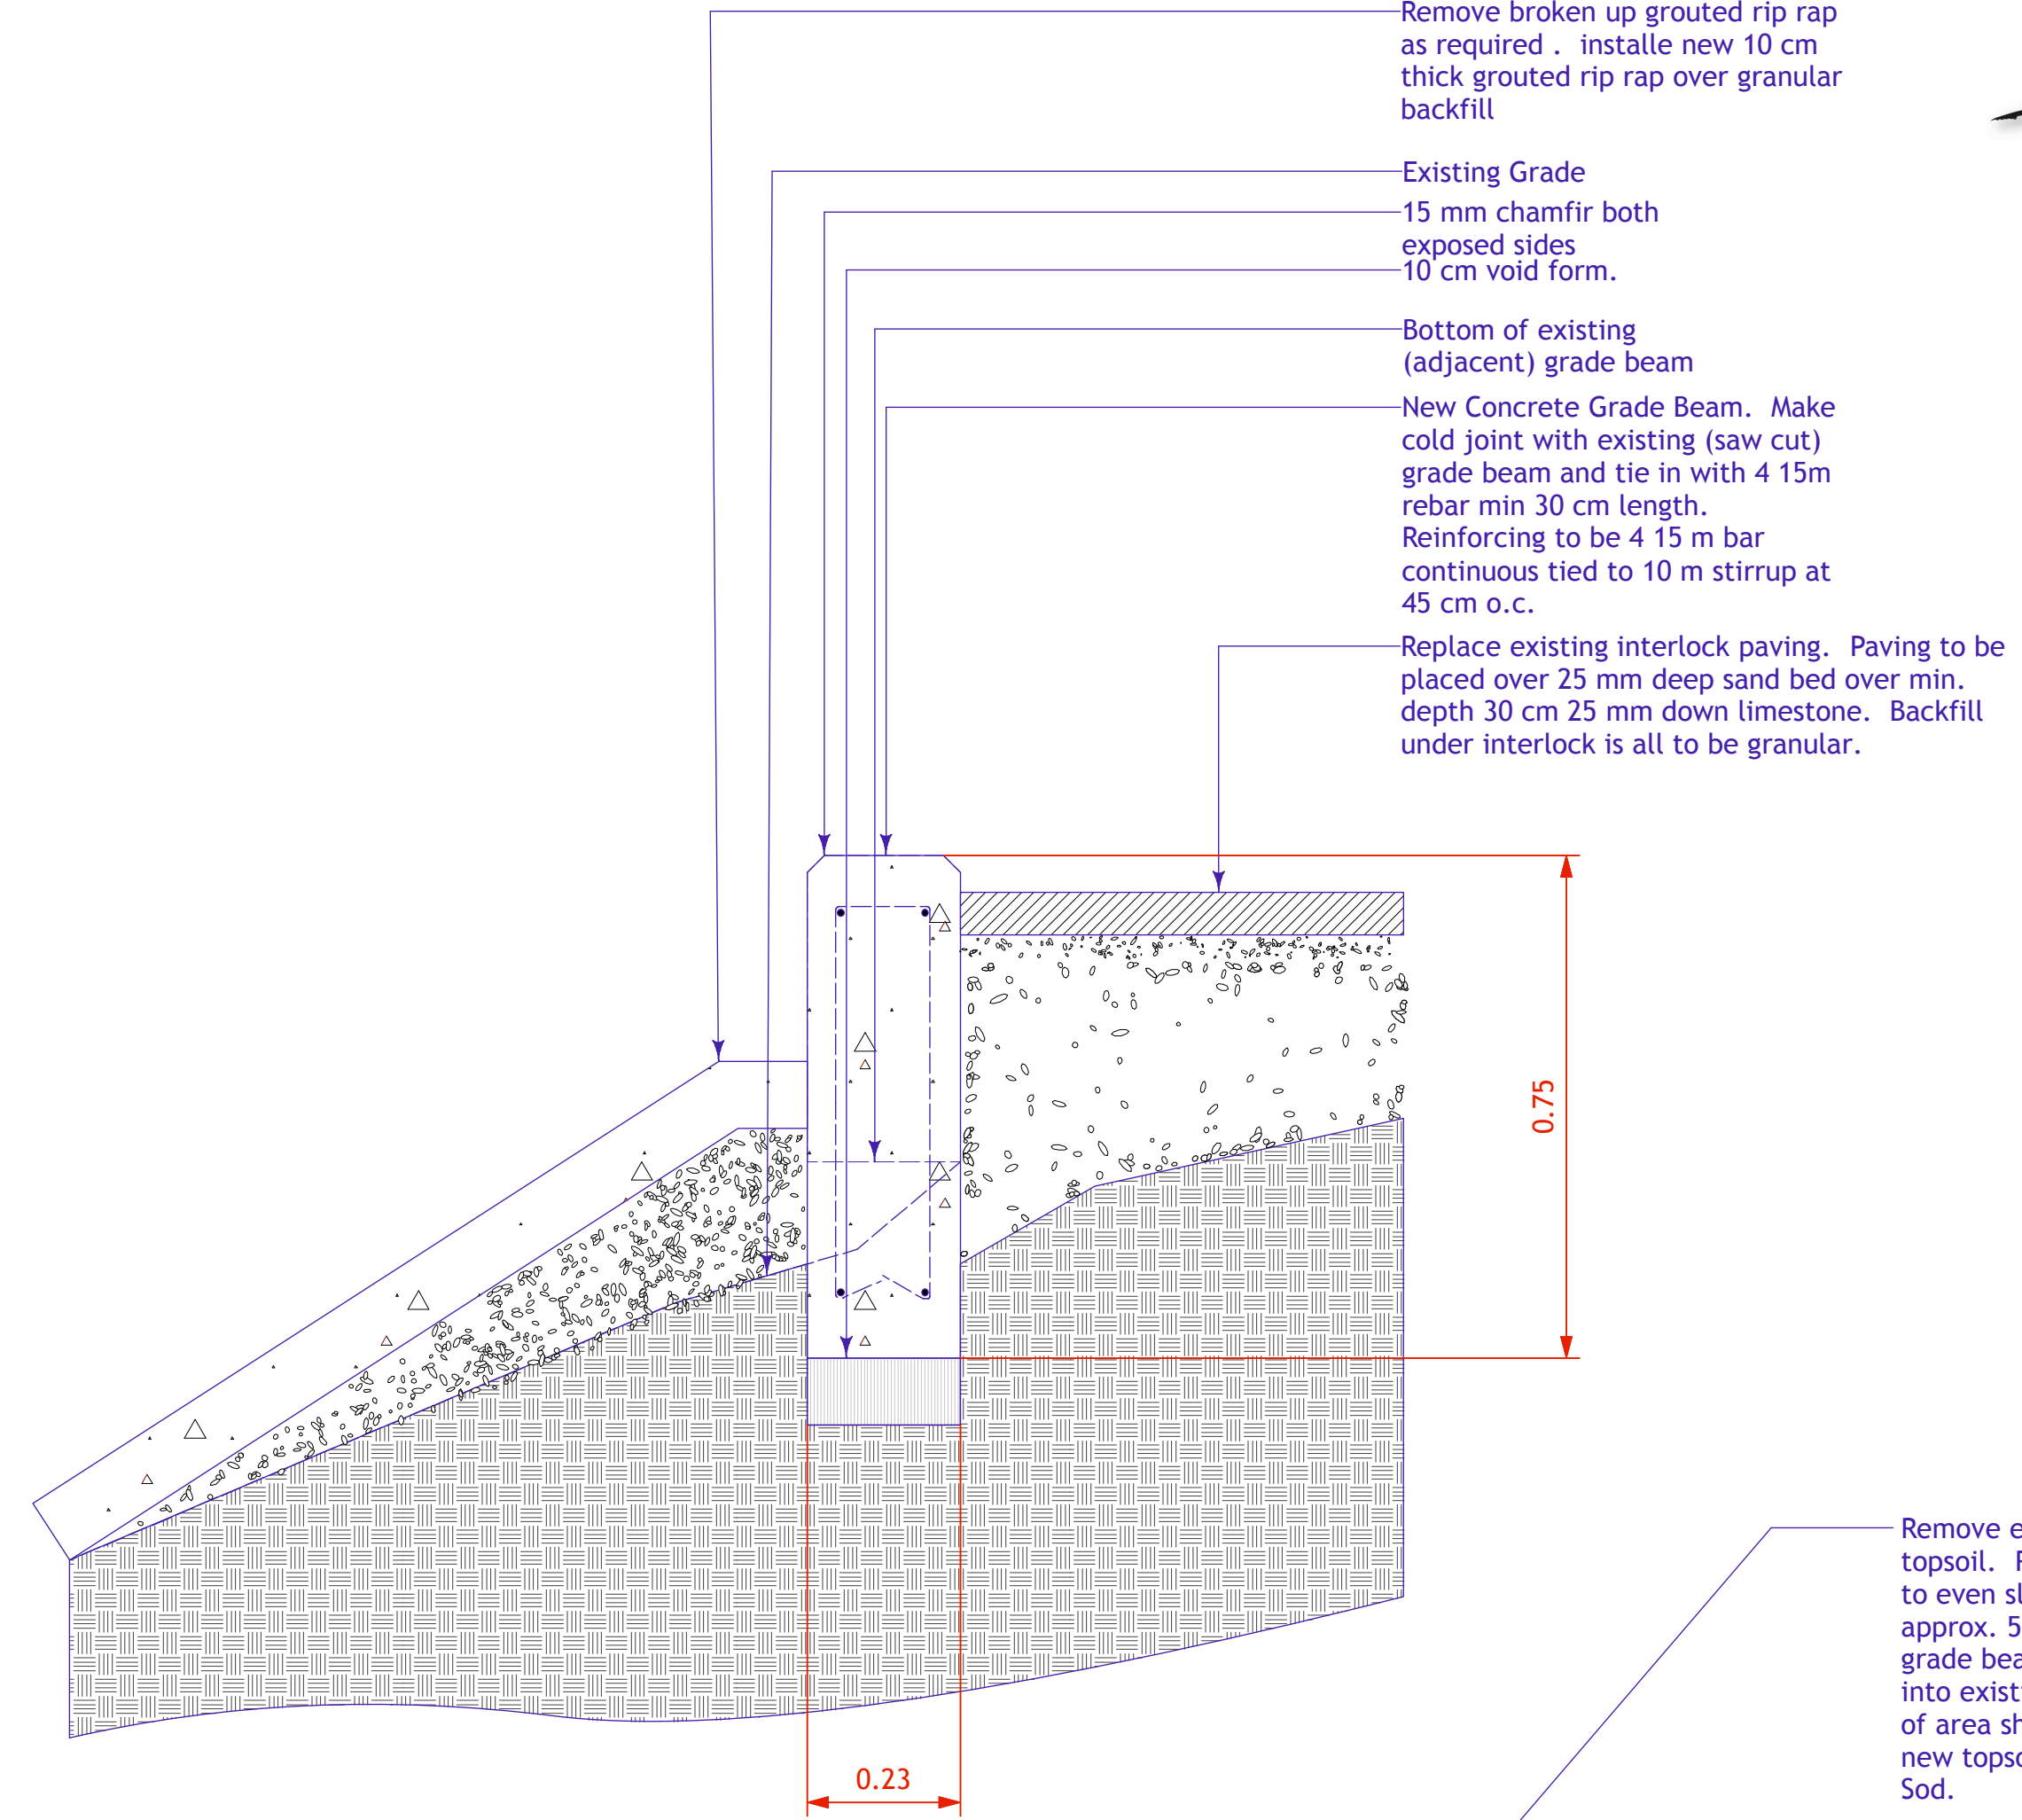 Remove broken up grouted rip rap
as required .  installe new 10 cm
thick grouted rip rap over granular
backfill
Existing Grade
15 mm chamfir both
exposed sides
10 cm void form.
Bottom of existing
(adjacent) grade beam
New Concrete Grade Beam.  Make
cold joint with existing (saw cut)
grade beam and tie in with 4 15m
rebar min 30 cm length.
Reinforcing to be 4 15 m bar
continuous tied to 10 m stirrup at
45 cm o.c.
Replace existing interlock paving.  Paving to be
placed over 25 mm deep sand bed over min.
depth 30 cm 25 mm down limestone.  Backfill
under interlock is all to be granular.
0.75
0.23
Remove
topsoil.
to even
approx. 5
grade
into
of area
new
Sod.